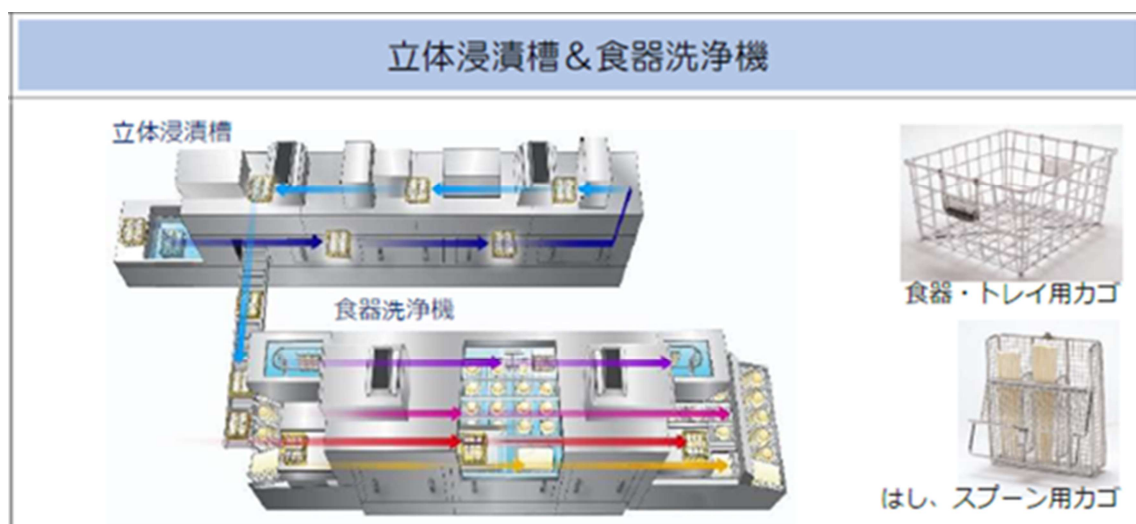 立体浸漬槽＆食器洗浄機
立体浸漬槽
食器洗浄機
食器・トレイ用カゴ
はし、スプーン用カゴ